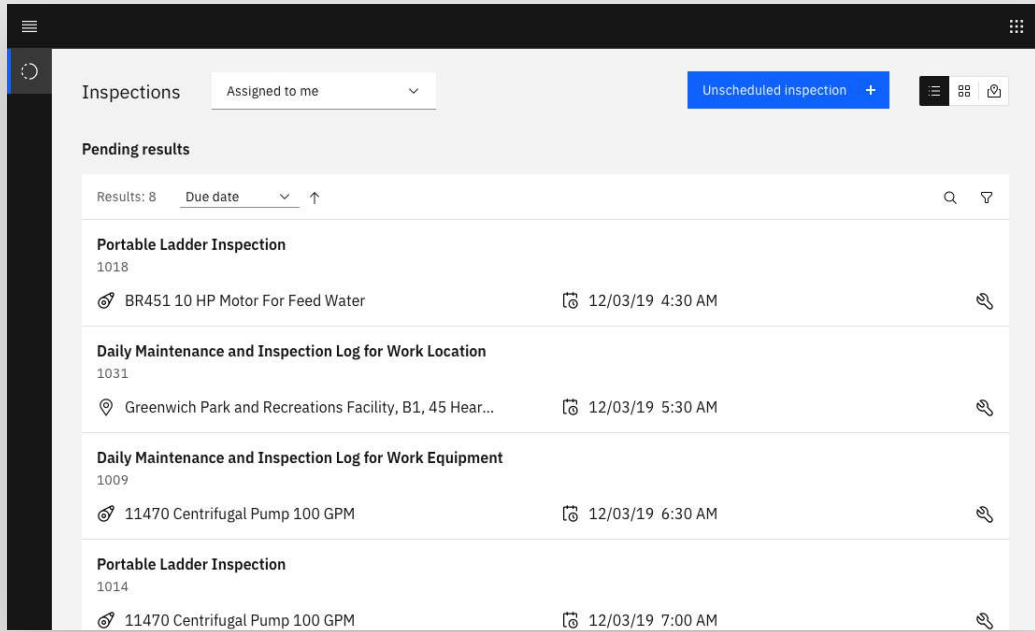 Inspections Assigned to me Unscheduled inspection +
Pending results
Results: 8 Due date
Portable Ladder Inspection
1018
BR451 10 HP Motor For Feed Water 12/03/19 4:30 AM
Daily Maintenance and Inspection Log for Work Location
1031
Greenwich Park and Recreations Facility, B1, 45 Hear... 12/03/19 5:30 AM
Daily Maintenance and Inspection Log for Work Equipment
1009
11470 Centrifugal Pump 100 GPM 12/03/19 6:30 AM
Portable Ladder Inspection
1014
11470 Centrifugal Pump 100 GPM 12/03/19 7:00 AM